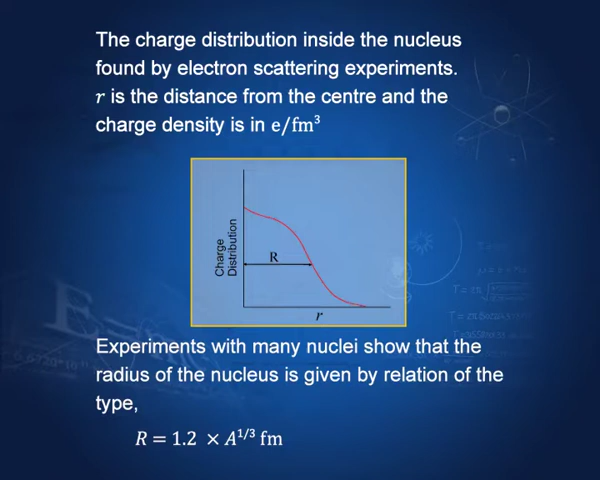 The charge distribution inside the nucleus
found by electron scattering experiments.
r is the distance from the centre and the
charge density is in e/fm³
Charge
Distribution
R
r
Experiments with many nuclei show that the
radius of the nucleus is given by relation of the
type,
R = 1.2 × A^{1/3} fm